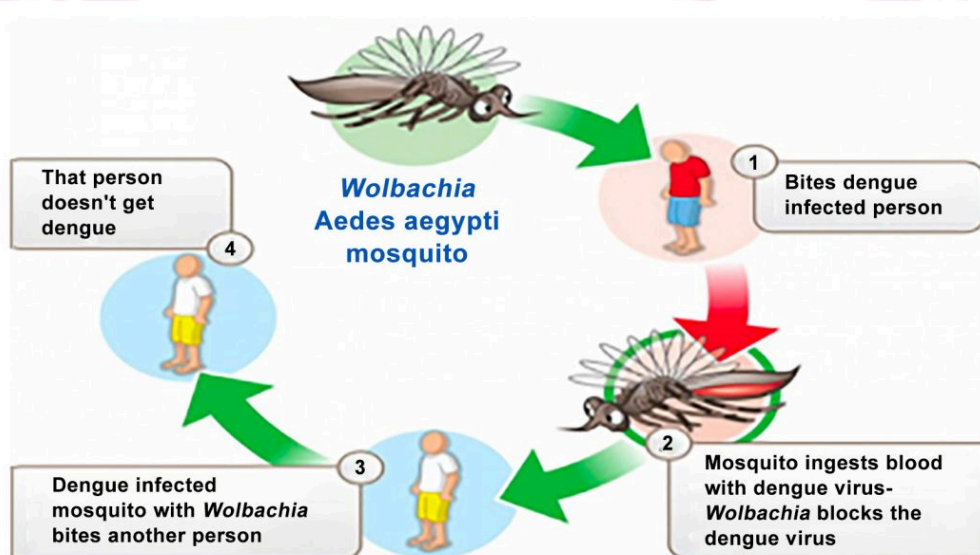 Wolbachia
Aedes aegypti
mosquito
1
Bites dengue
infected person
2
Mosquito ingests blood
with dengue virus-
Wolbachia blocks the
dengue virus
3
Dengue infected
mosquito with Wolbachia
bites another person
4
That person
doesn't get
dengue